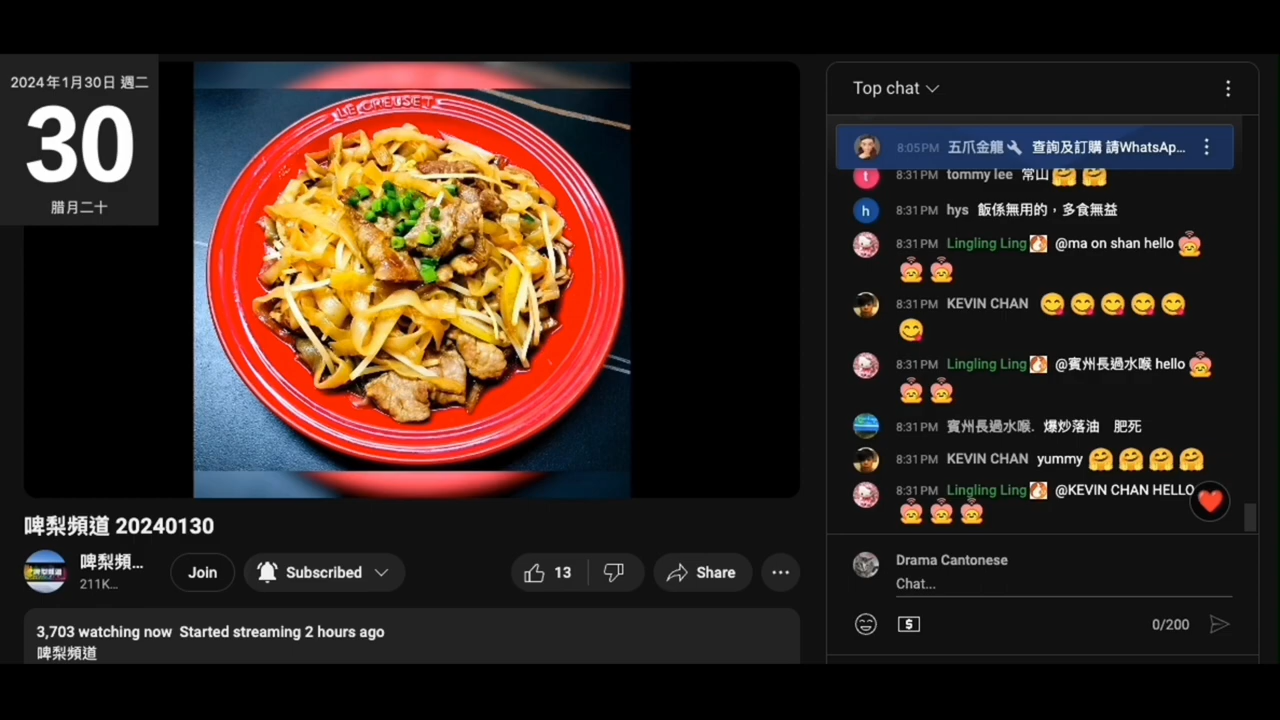 2024年1月30日 週二
30
腊月二十
LE CREUSET
啤梨頻道 20240130
啤梨頻...
211K...
Join
Subscribed
13
Share
3,703 watching now Started streaming 2 hours ago
啤梨頻道
Top chat
8:05 PM 五爪金龍 查詢及訂購 請WhatsAp...
8:31 PM tommy lee 常山
8:31 PM hys 飯係無用的，多食無益
8:31 PM Lingling Ling @ma on shan hello
8:31 PM KEVIN CHAN
8:31 PM Lingling Ling @賓州長過水喉 hello
8:31 PM 賓州長過水喉. 爆炒落油 肥死
8:31 PM KEVIN CHAN yummy
8:31 PM Lingling Ling @KEVIN CHAN HELLO
Drama Cantonese
Chat...
0/200